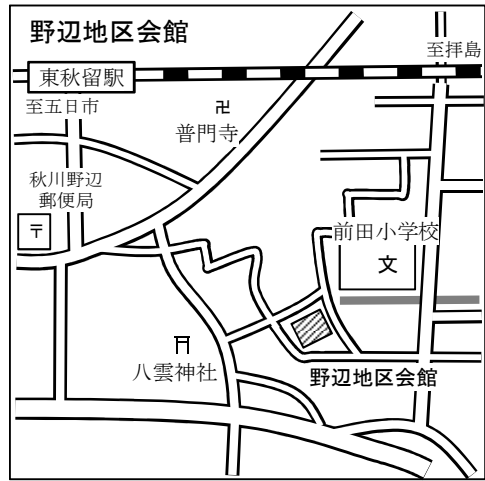 野辺地区会館
至拝島
東秋留駅
至五日市
卍
普門寺
秋川野辺
郵便局
〒
前田小学校
文
八雲神社
野辺地区会館